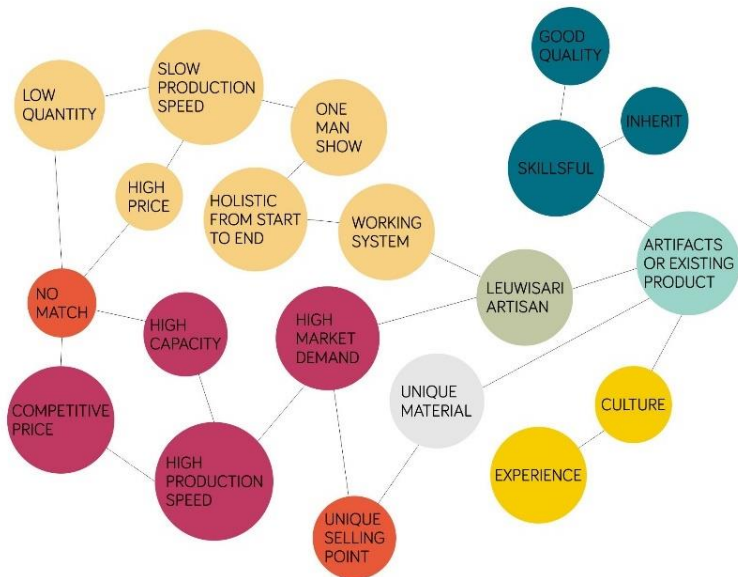 GOOD
QUALITY
SLOW
PRODUCTION
SPEED
LOW
QUANTITY
ONE
MAN
SHOW
INHERIT
SKILLSFUL
HIGH
PRICE
HOLISTIC
FROM START
TO END
WORKING
SYSTEM
ARTIFACTS
OR EXISTING
PRODUCT
LEUWISARI
ARTISAN
NO
MATCH
HIGH
CAPACITY
HIGH
MARKET
DEMAND
UNIQUE
MATERIAL
CULTURE
COMPETITIVE
PRICE
HIGH
PRODUCTION
SPEED
EXPERIENCE
UNIQUE
SELLING
POINT